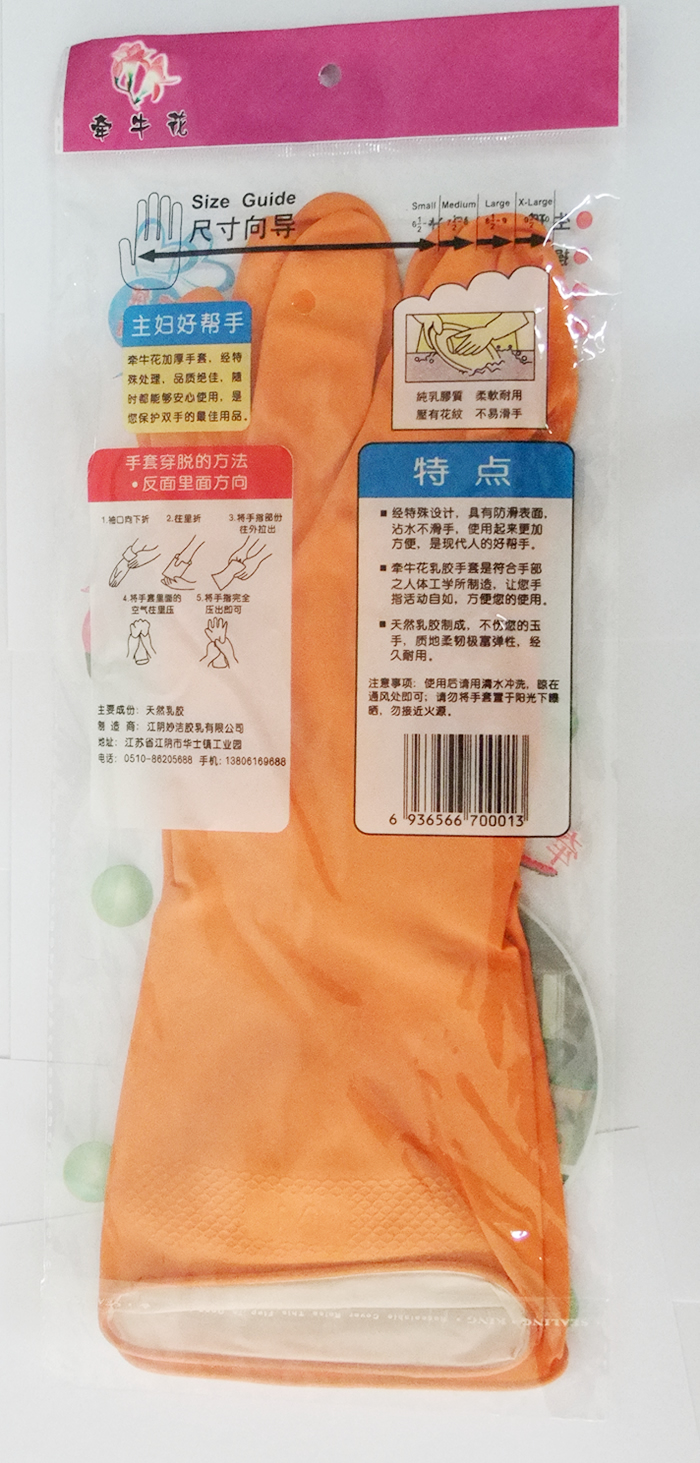 牵牛花
Size Guide
尺寸向导
Small Medium Large X-Large
主妇好帮手
牵牛花加厚手套，经特
殊处理，品质绝佳，随
时都能够安心使用，是
您保护双手的最佳用品。
純乳膠質 柔軟耐用
壓有花紋 不易滑手
手套穿脱的方法
•反面里面方向
1.袖口向下折 2.往里折 3.将手指部份
往外拉出
4.将手套里面的
空气往里压
5.将手指完全
压出即可
主要成份：天然乳胶
制造商：江阴妙洁胶乳有限公司
地址：江苏省江阴市华士镇工业园
电话：0510-86205688 手机：13806169688
特点
■ 经特殊设计，具有防滑表面，
沾水不滑手，使用起来更加
方便，是现代人的好帮手。
■ 牵牛花乳胶手套是符合手部
之人体工学所制造，让您手
指活动自如，方便您的使用。
■ 天然乳胶制成，不伤您的玉
手，质地柔韧极富弹性，经
久耐用。
注意事项：使用后请用清水冲洗，晾在
通风处即可；请勿将手套置于阳光下曝
晒，勿接近火源。
6 936566 700013